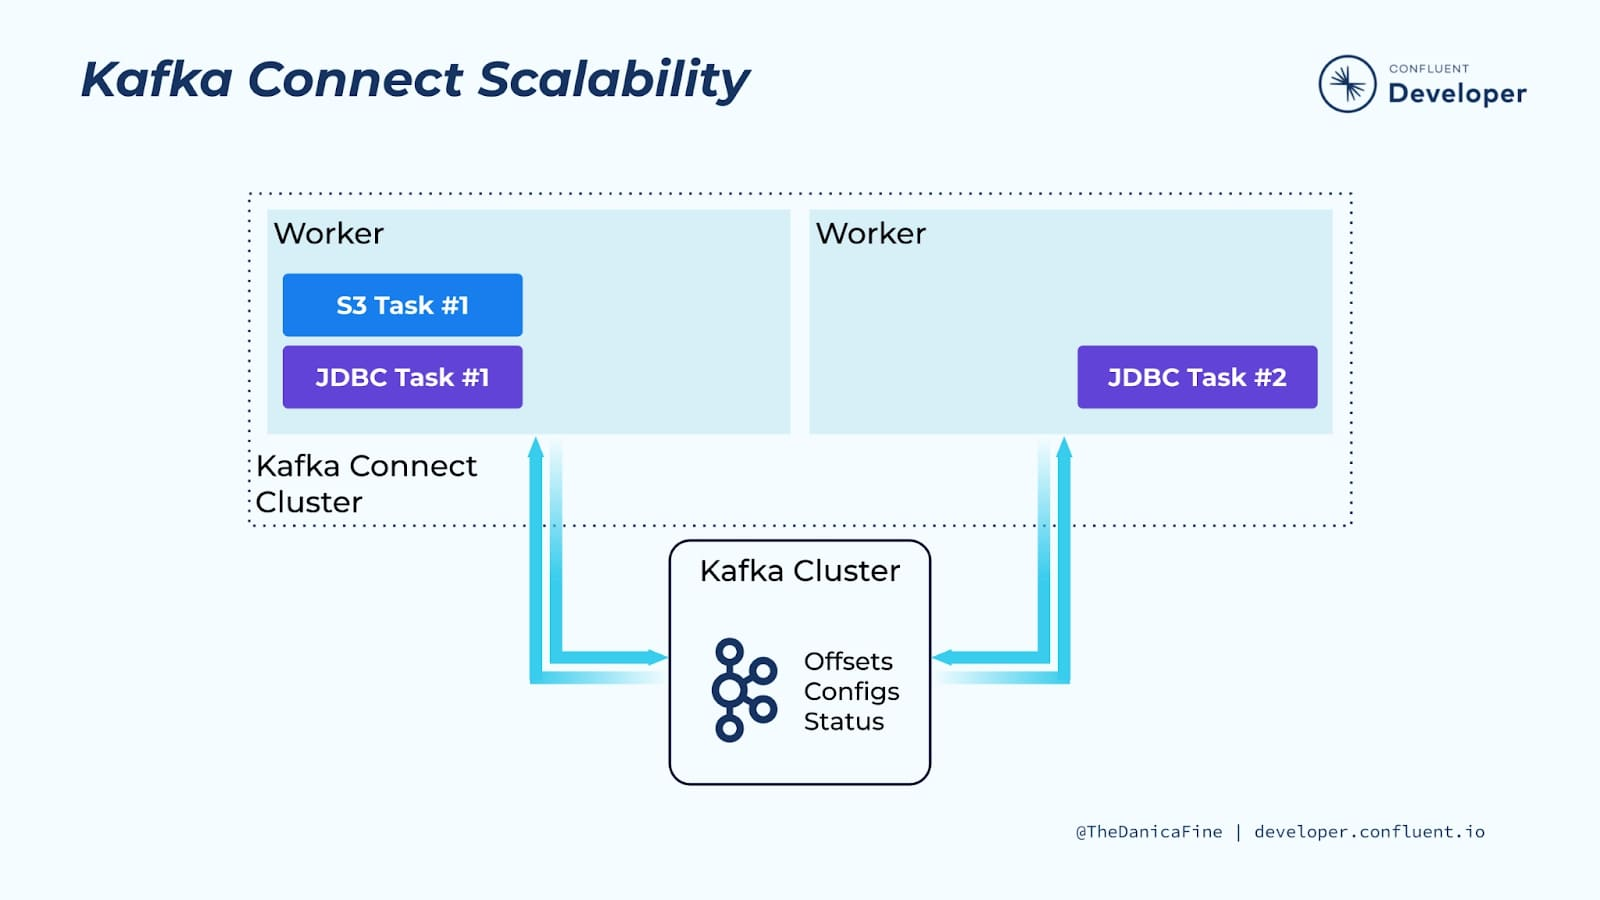 Kafka Connect Scalability
CONFLUENT
Developer
Worker
S3 Task #1
JDBC Task #1
Worker
JDBC Task #2
Kafka Connect
Cluster
Kafka Cluster
Offsets
Configs
Status
@TheDanicaFine | developer.confluent.io